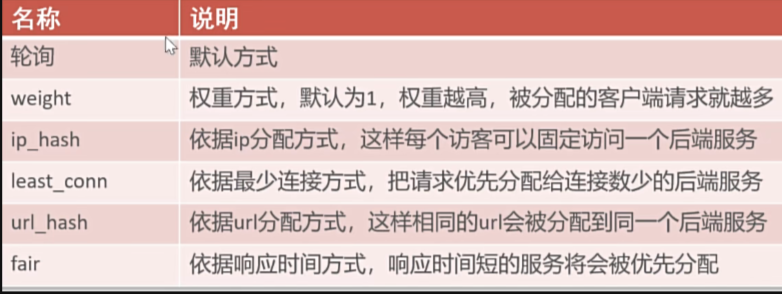 名称 说明
轮询 默认方式
weight 权重方式，默认为1，权重越高，被分配的客户端请求就越多
ip_hash 依据ip分配方式，这样每个访客可以固定访问一个后端服务
least_conn 依据最少连接方式，把请求优先分配给连接数少的后端服务
url_hash 依据url分配方式，这样相同的url会被分配到同一个后端服务
fair 依据响应时间方式，响应时间短的服务将会被优先分配